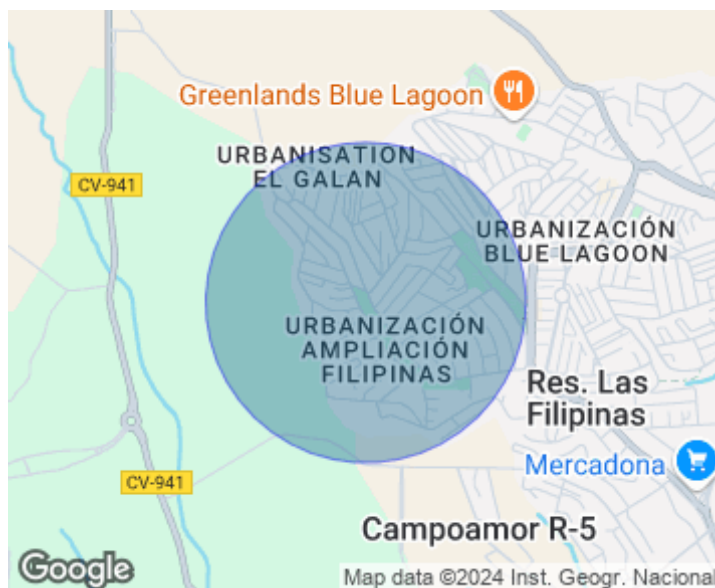 Greenlands Blue Lagoon
URBANISATION
EL GALAN
CV-941
URBANIZACIÓN
BLUE LAGOON
URBANIZACIÓN
AMPLIACIÓN
FILIPINAS
Res. Las
Filipinas
Mercadona
CV-941
Campoamor R-5
Google
Map data ©2024 Inst. Geogr. Nacional